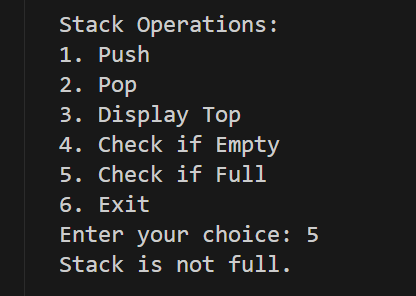 Stack Operations:
1. Push
2. Pop
3. Display Top
4. Check if Empty
5. Check if Full
6. Exit
Enter your choice: 5
Stack is not full.